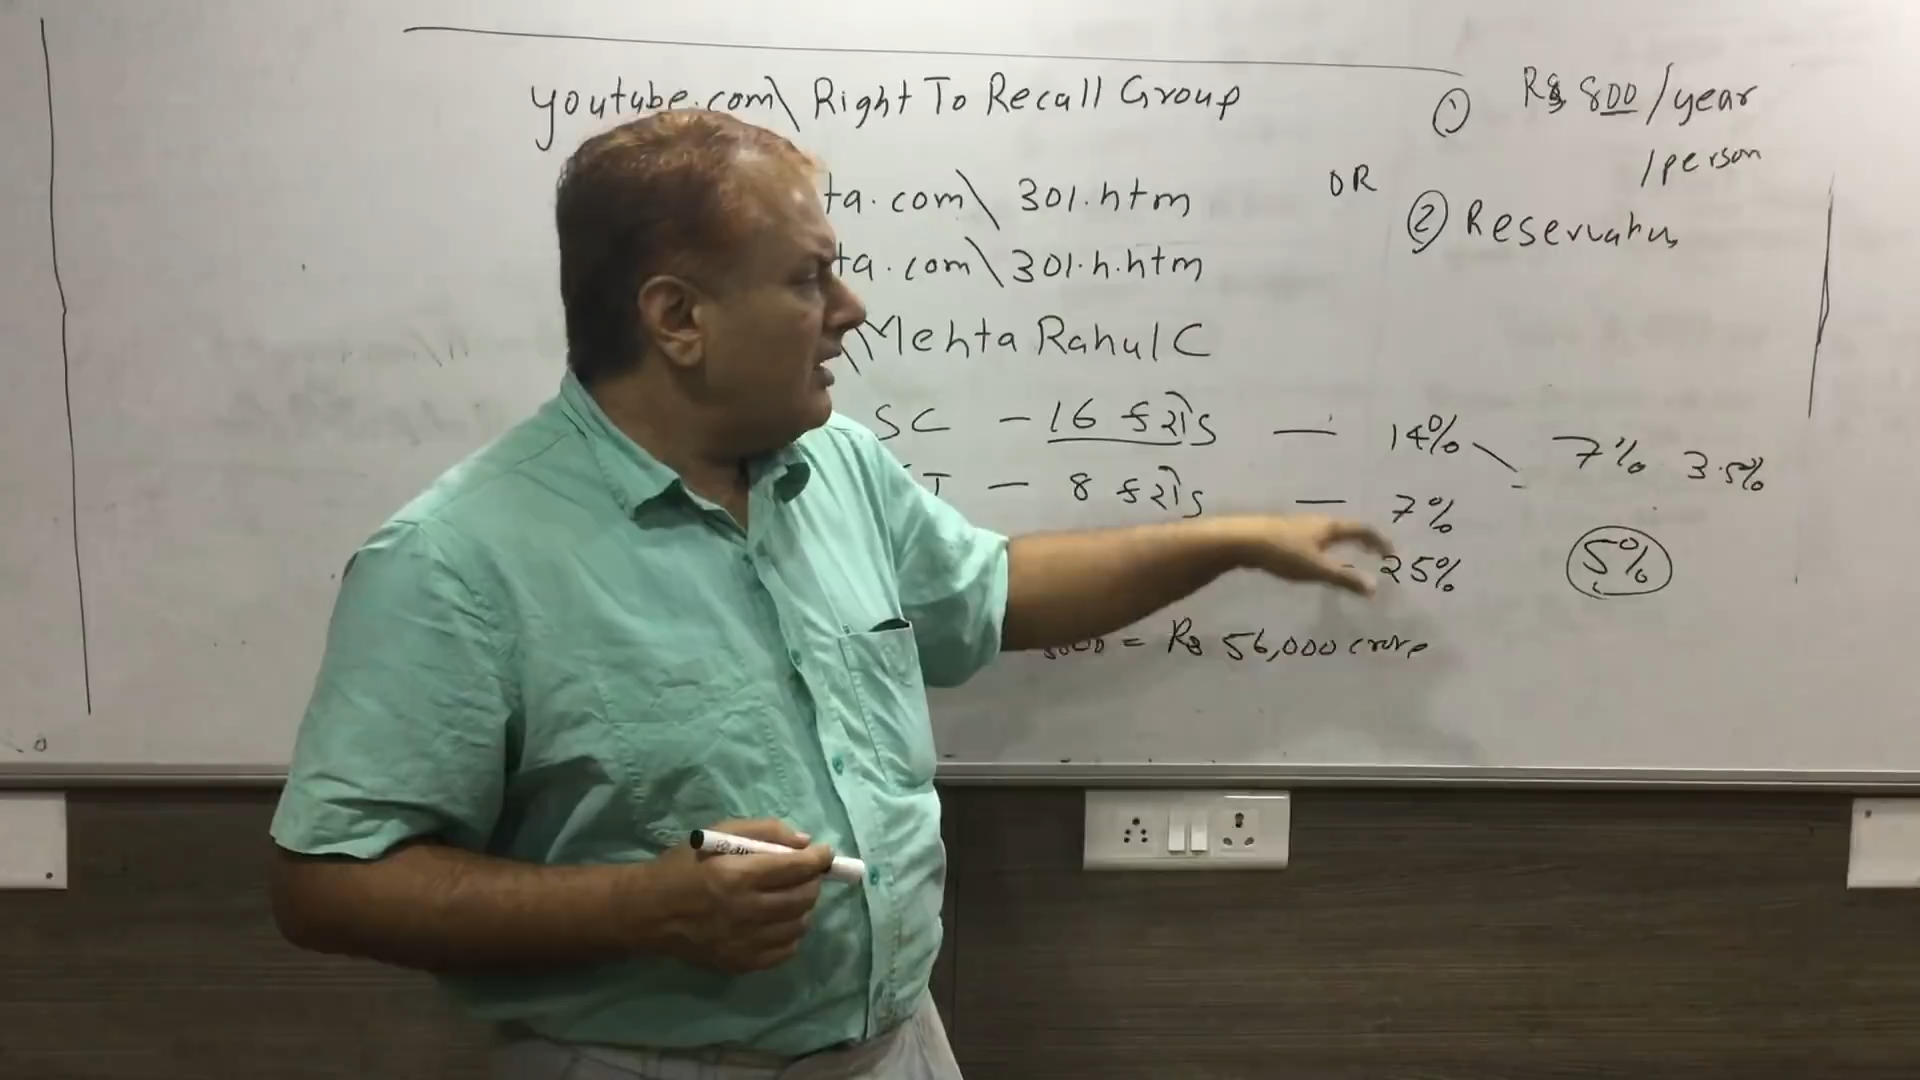 youtube.com\ Right To Recall Group
ta.com\ 301.htm
ta.com\301.h.htm
\MehtaRahulC
SC - 16 કરોડ — 14% 7% 3.5%
- 8 કરોડ — 7%
25% 5%
= Rs 56,000 crore
① Rs 800 /year
/person
OR
② Reservation